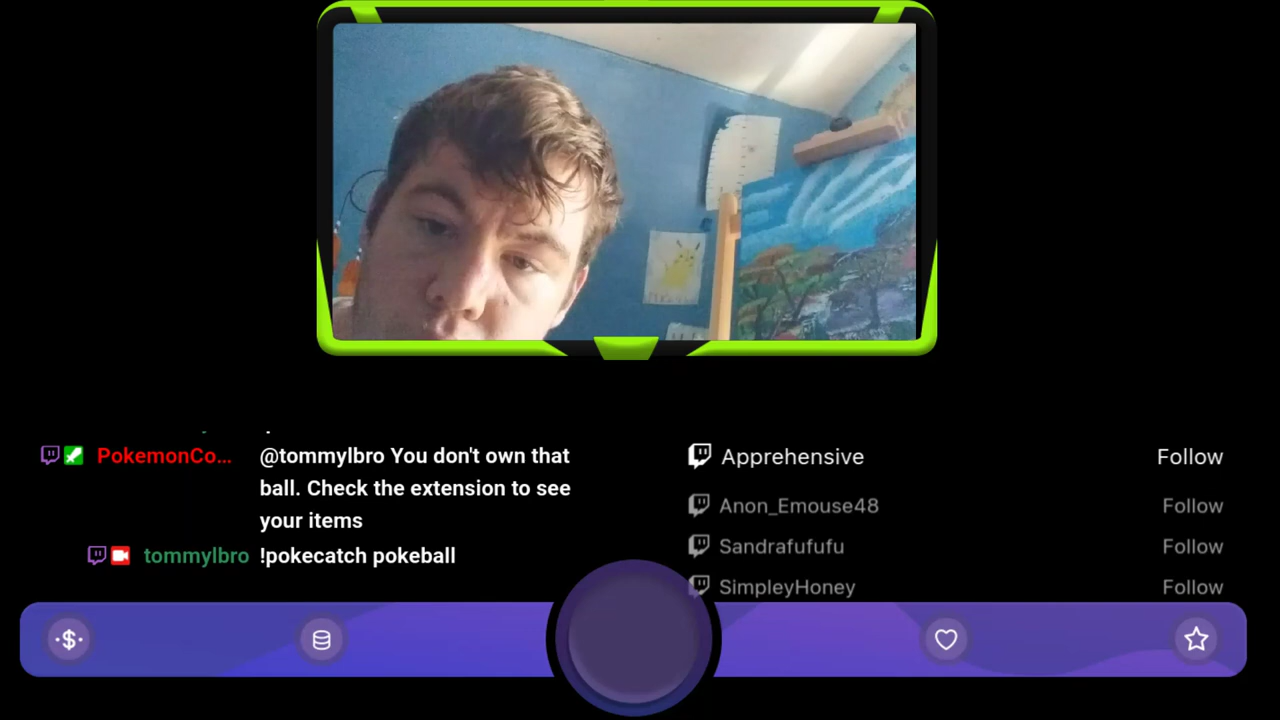 PokemonCo... @tommylbro You don't own that
ball. Check the extension to see
your items
tommylbro !pokecatch pokeball
Apprehensive Follow
Anon_Emouse48 Follow
Sandrafufufu Follow
SimpleyHoney Follow